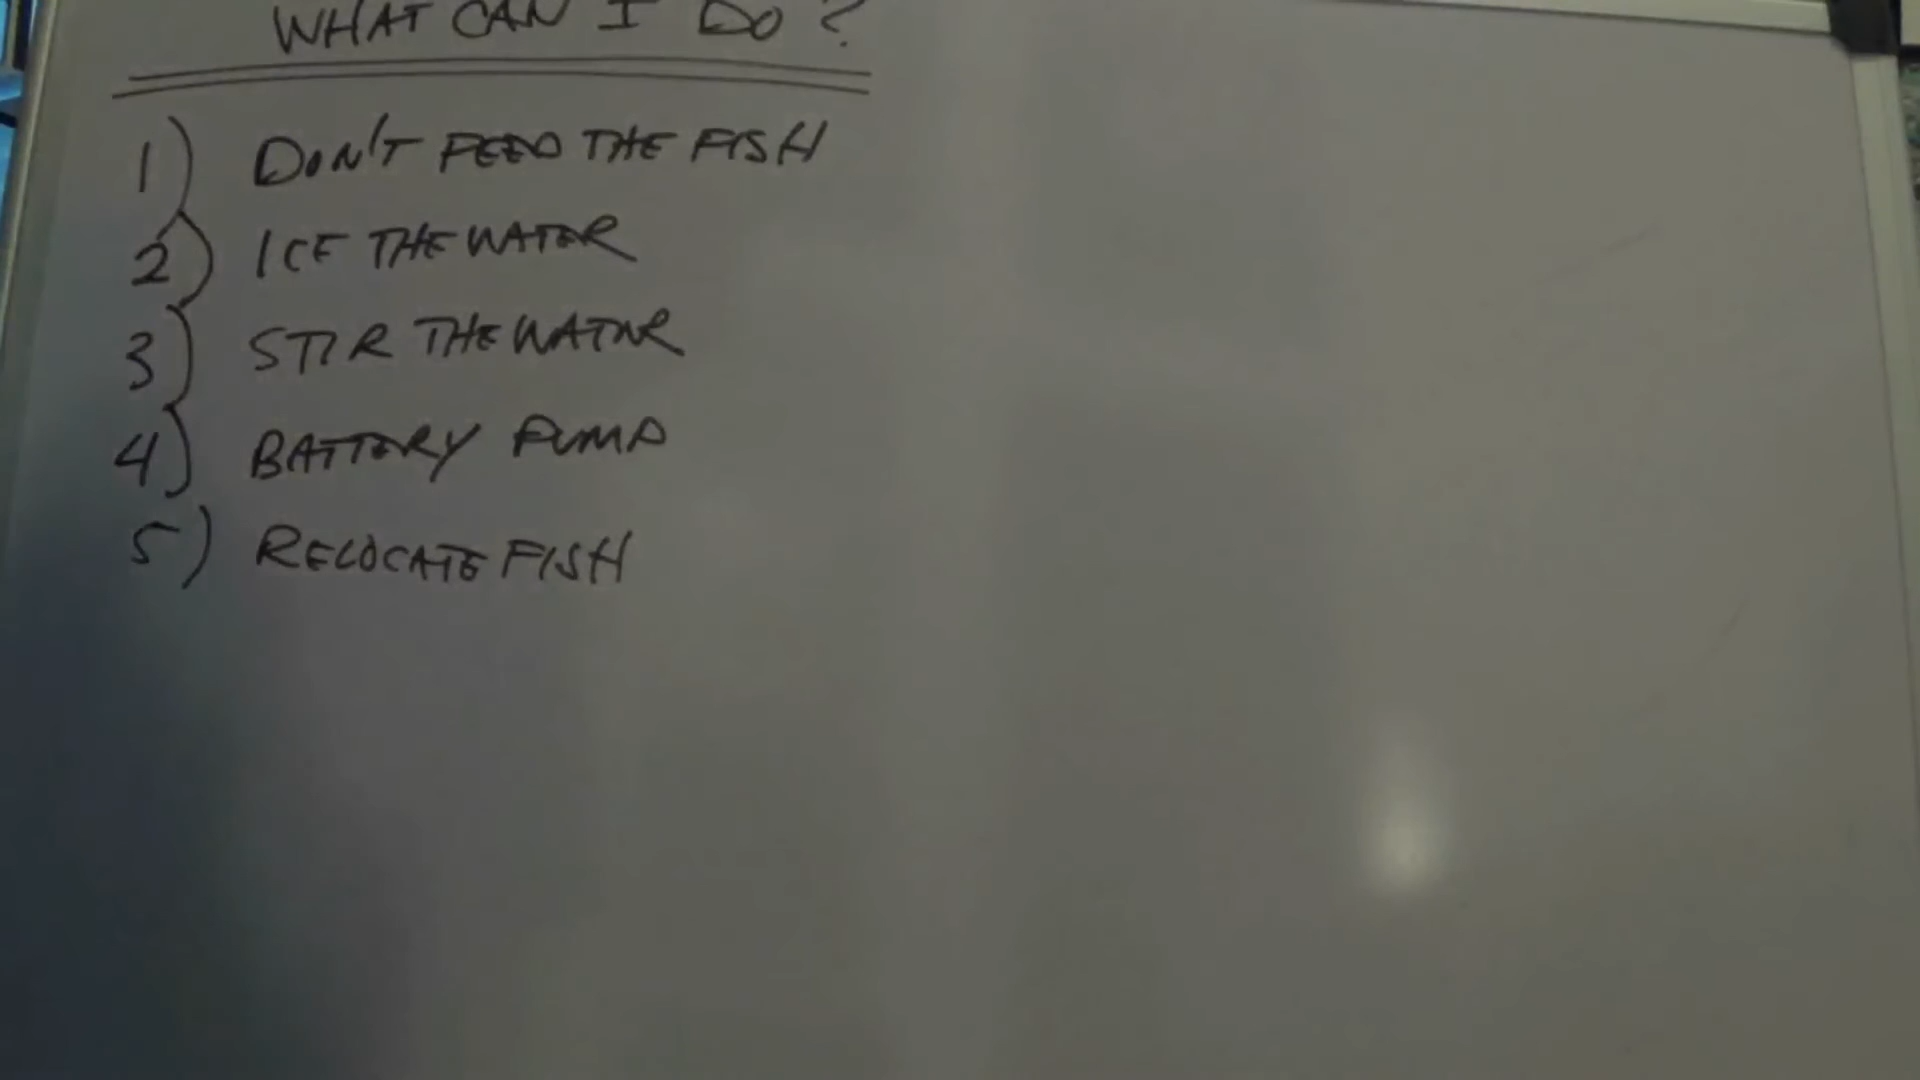 WHAT CAN I DO?
1) DON'T FEED THE FISH
2) ICE THE WATER
3) STIR THE WATER
4) BATTERY PUMP
5) RELOCATE FISH